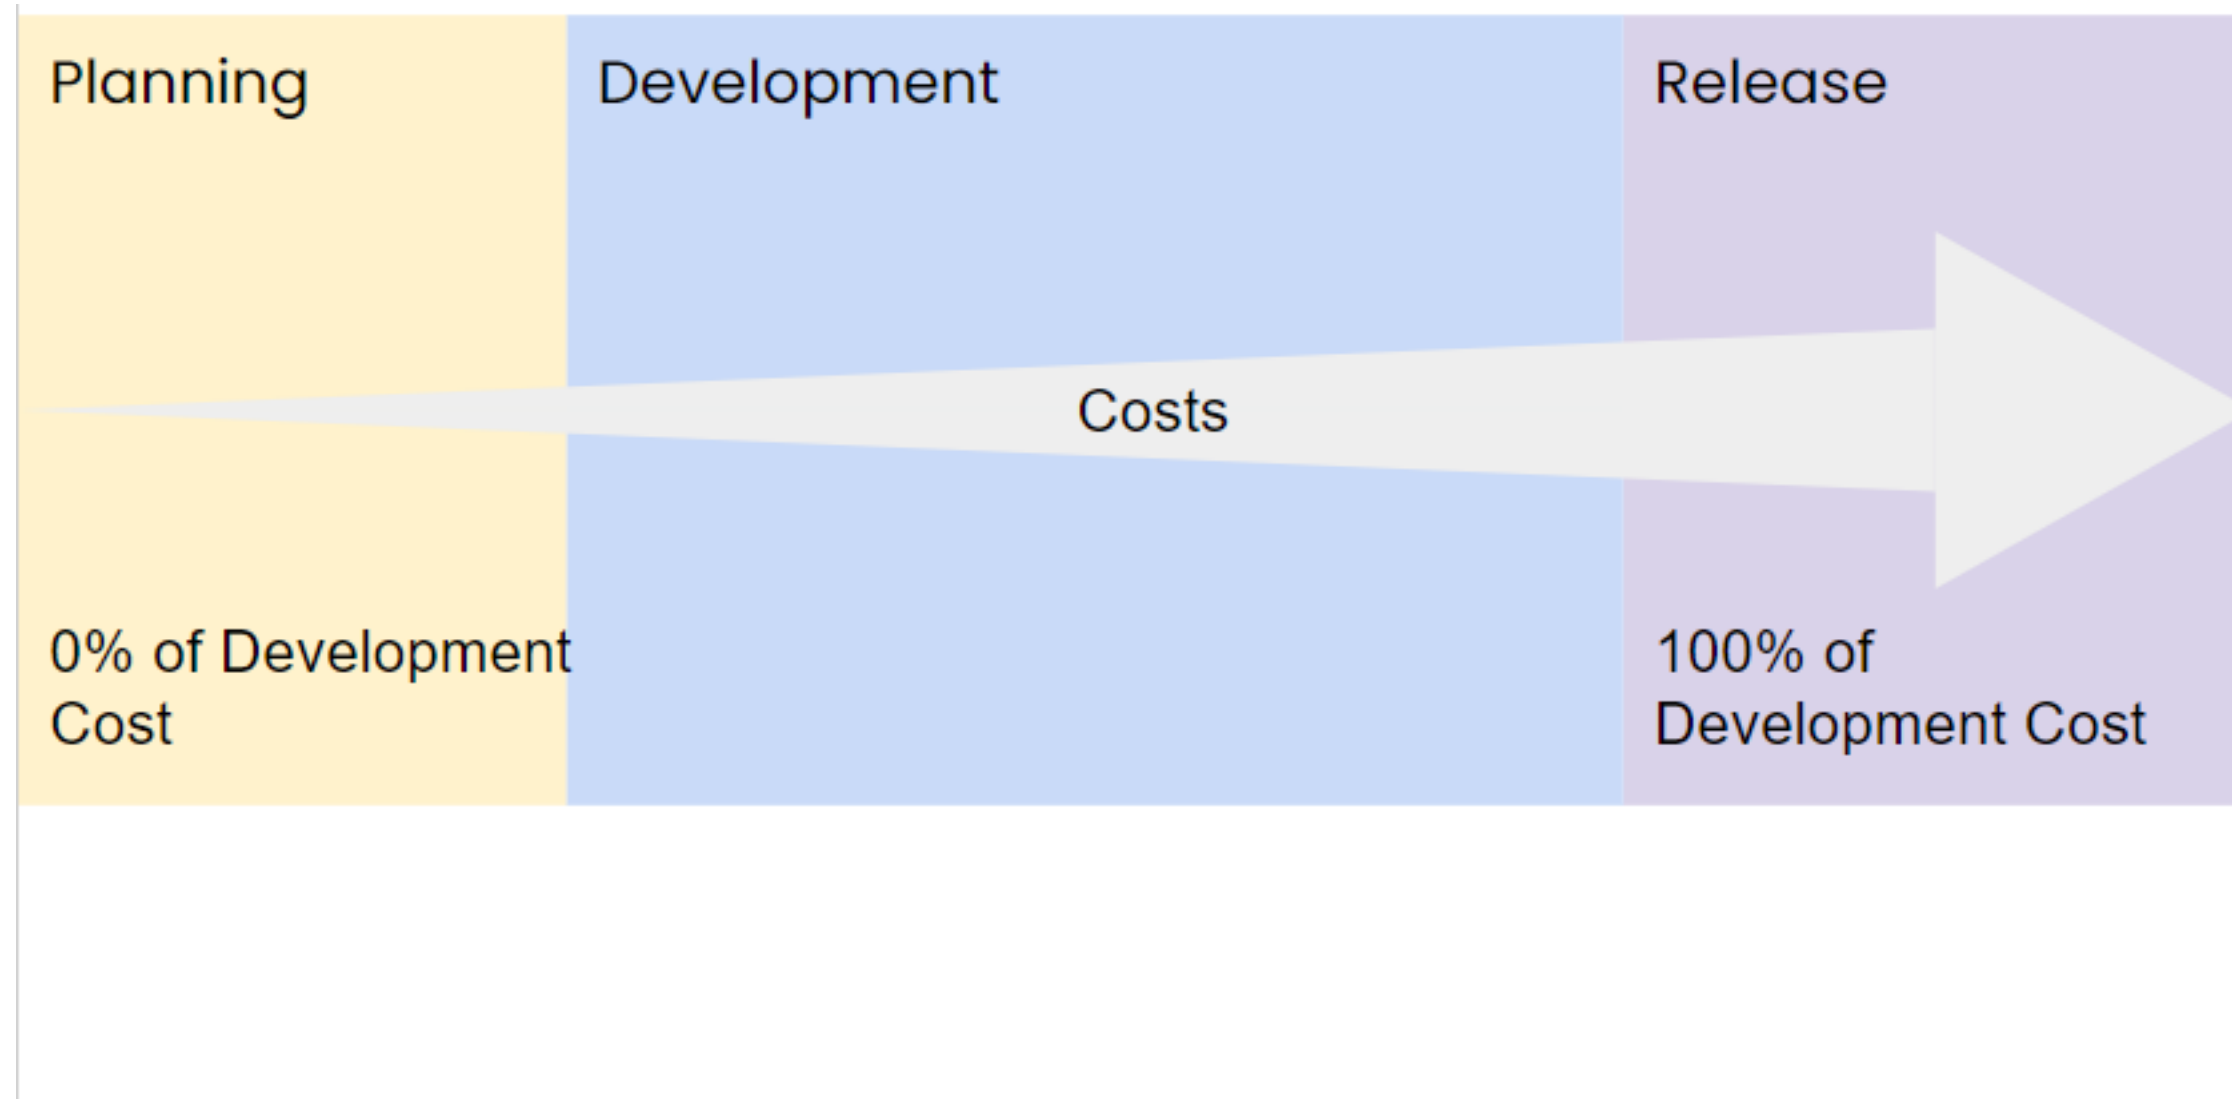 Planning
Development
Release
Costs
0% of Development
Cost
100% of
Development Cost